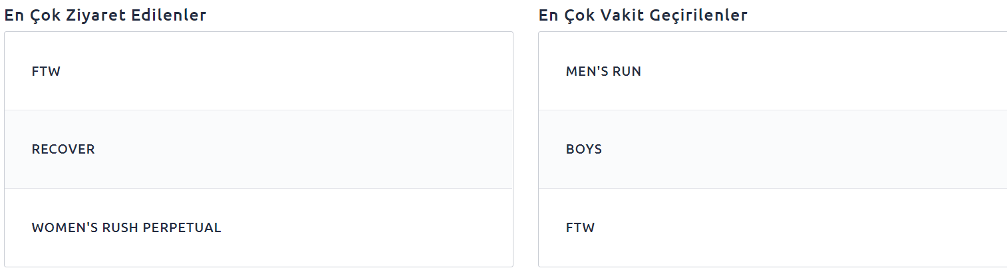 En Çok Ziyaret Edilenler
FTW
RECOVER
WOMEN'S RUSH PERPETUAL
En Çok Vakit Geçirilenler
MEN'S RUN
BOYS
FTW